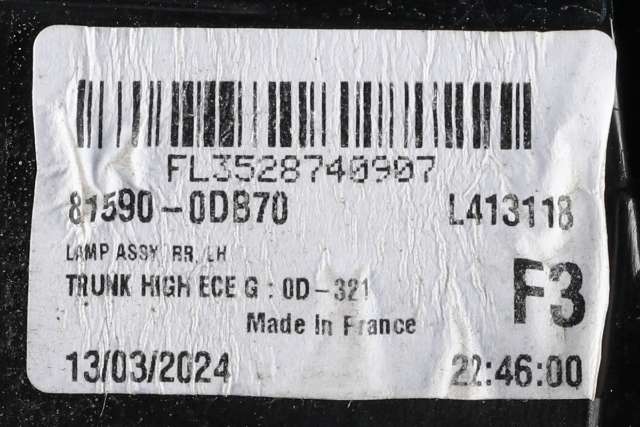 FL3528740907
81590-0DB70 L413118
LAMP ASSY, RR, LH
TRUNK HIGH ECE G : 0D-321
F3
Made In France
13/03/2024 22:46:00